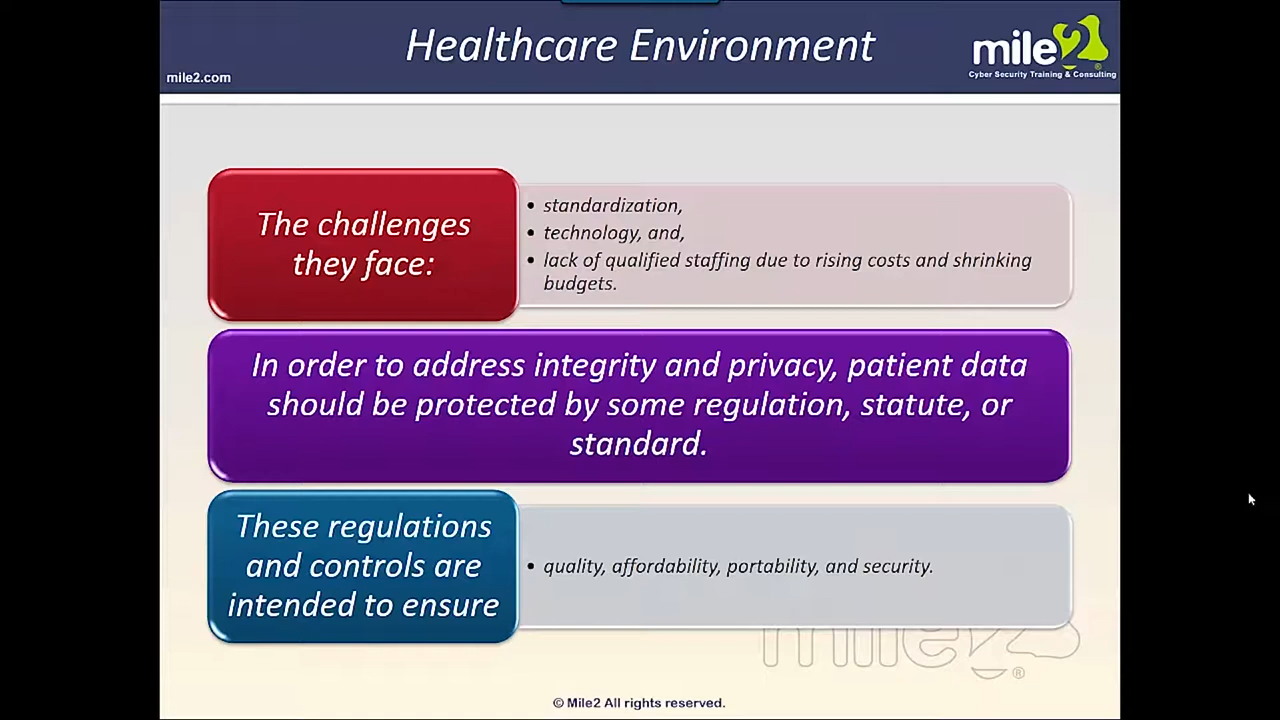 Healthcare Environment
mile2.com
mile2
Cyber Security Training & Consulting
The challenges
they face:
• standardization,
• technology, and,
• lack of qualified staffing due to rising costs and shrinking
budgets.
In order to address integrity and privacy, patient data
should be protected by some regulation, statute, or
standard.
These regulations
and controls are
intended to ensure
• quality, affordability, portability, and security.
mile2®
© Mile2 All rights reserved.